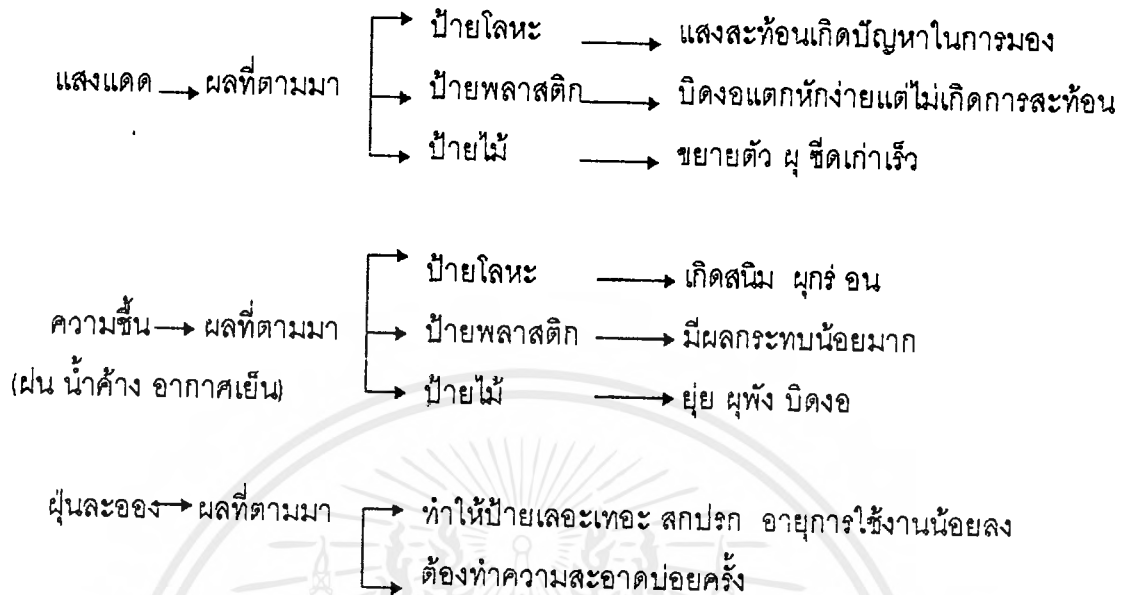 ป้ายโลหะ → แสงสะท้อนเกิดปัญหาในการมอง
แสงแดด → ผลที่ตามมา → ป้ายพลาสติก → บิดงอแตกหักง่ายแต่ไม่เกิดการสะท้อน
ป้ายไม้ → ขยายตัว ผุ ซีดเก่าเร็ว
ป้ายโลหะ → เกิดสนิม ผุกร่ อน
ความชื้น → ผลที่ตามมา → ป้ายพลาสติก → มีผลกระทบน้อยมาก
(ฝน น้ำค้าง อากาศเย็น) → ป้ายไม้ → ยุ่ย ผุพัง บิดงอ
ฝุ่นละออง → ผลที่ตามมา → ทำให้ป้ายเลอะเทอะ สกปรก อายุการใช้งานน้อยลง
→ ต้องทำความสะอาดบ่อยครั้ง